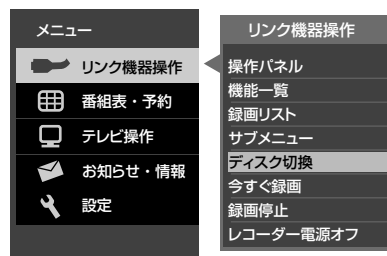 メニュー
リンク機器操作
番組表・予約
テレビ操作
お知らせ・情報
設定
リンク機器操作
操作パネル
機能一覧
録画リスト
サブメニュー
ディスク切換
今すぐ録画
録画停止
レコーダー電源オフ